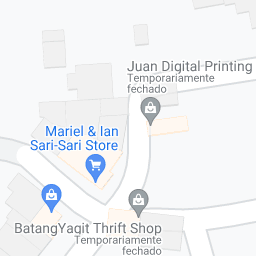 Juan Digital Printing
Temporariamente
fechado
Mariel & Ian
Sari-Sari Store
BatangYagit Thrift Shop
Temporariamente
fechado